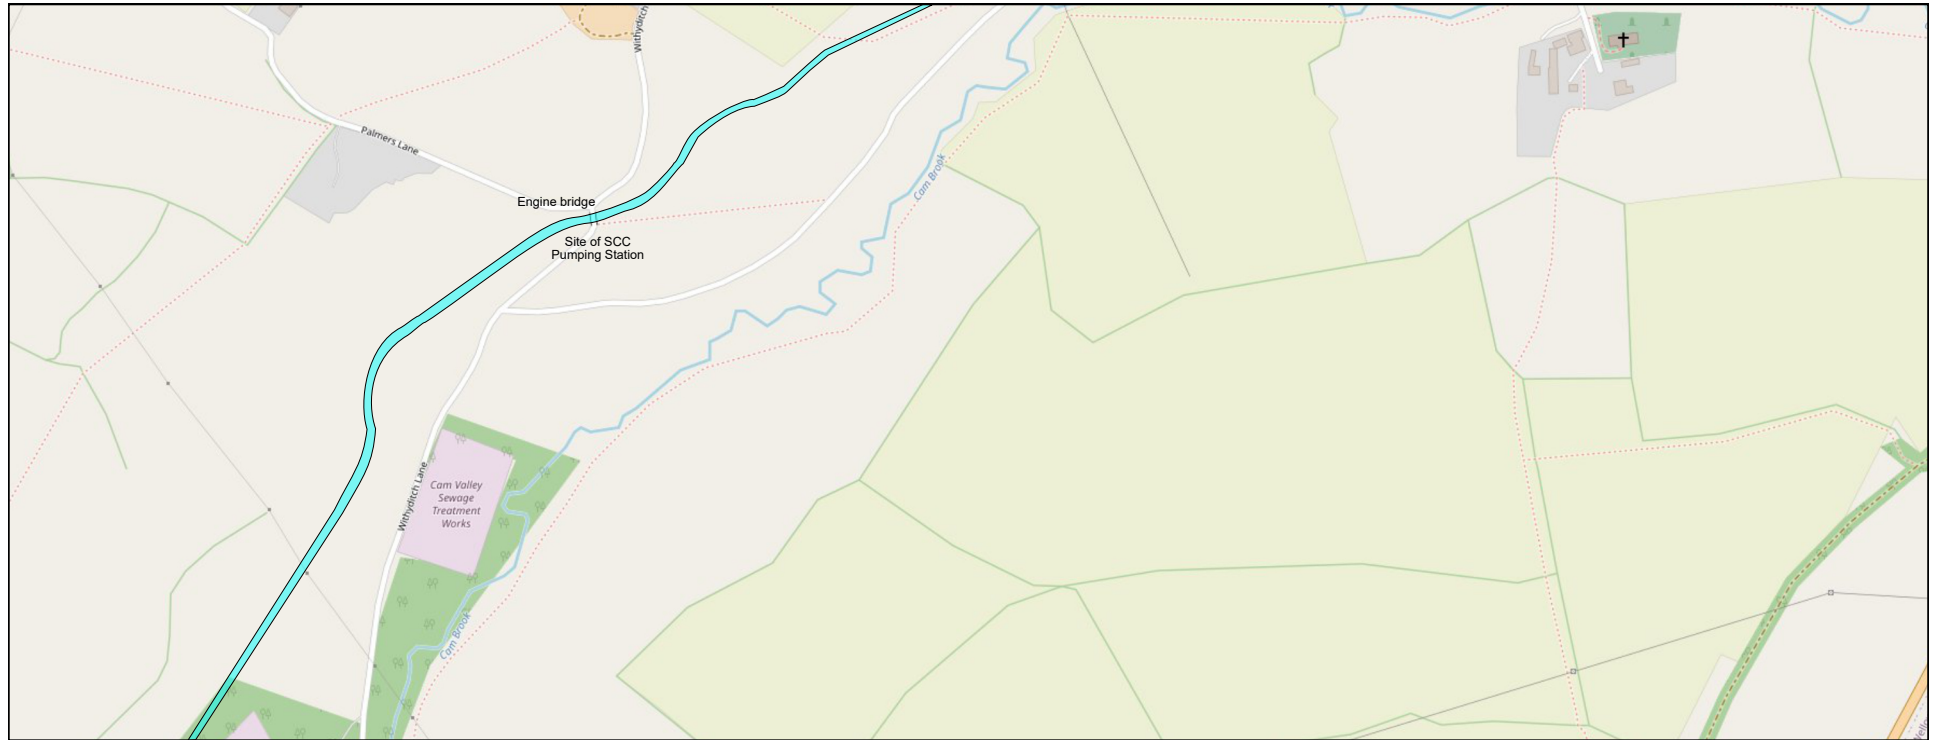 Withyditch
Palmers Lane
Cam Brook
Engine bridge
Site of SCC
Pumping Station
Withyditch Lane
Cam Valley
Sewage
Treatment
Works
Cam Brook